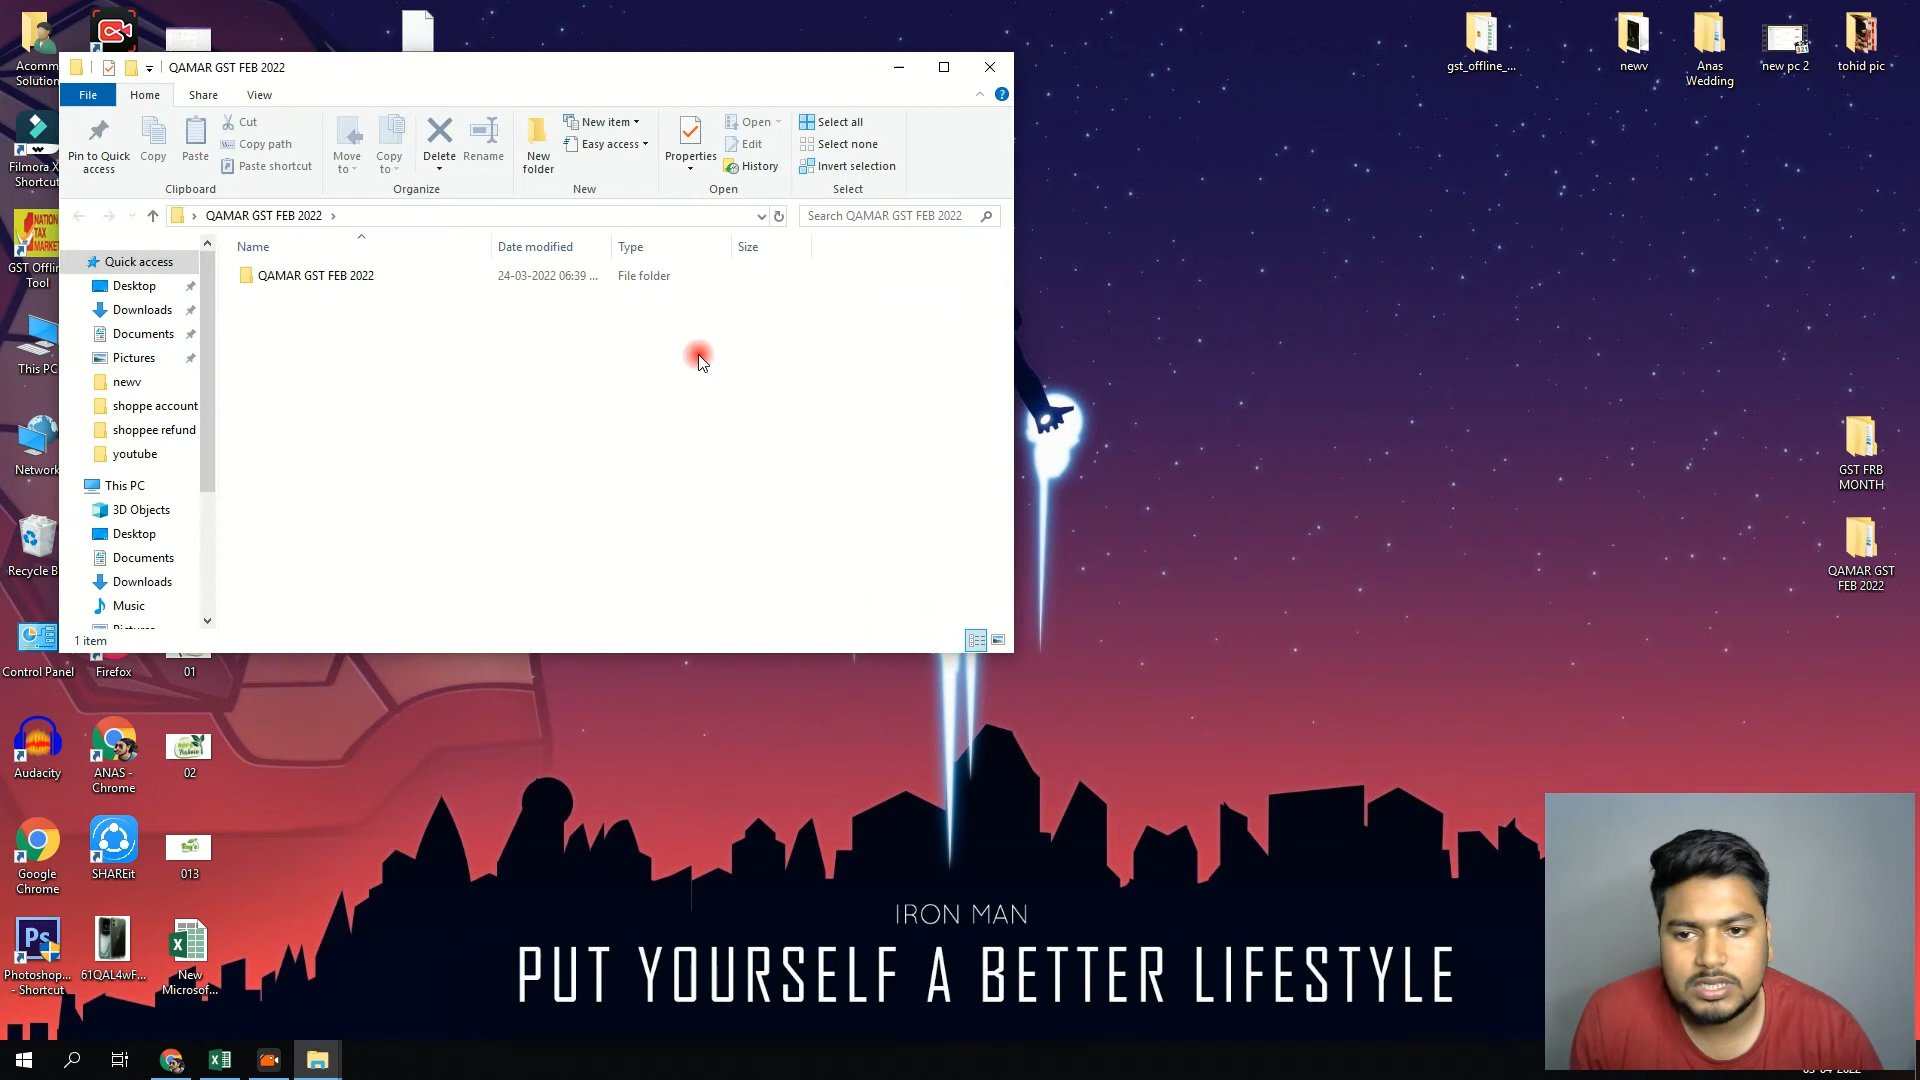 QAMAR GST FEB 2022
File
Home
Share
View
Pin to Quick access
Copy
Paste
Cut
Copy path
Paste shortcut
Clipboard
Move to
Copy to
Delete
Rename
Organize
New folder
New item
Easy access
New
Properties
Open
Edit
History
Open
Select all
Select none
Invert selection
Select
QAMAR GST FEB 2022
Search QAMAR GST FEB 2022
Name
Date modified
Type
Size
QAMAR GST FEB 2022
24-03-2022 06:39 ...
File folder
Quick access
Desktop
Downloads
Documents
Pictures
newv
shoppe account
shoppee refund
youtube
This PC
3D Objects
Desktop
Documents
Downloads
Music
1 item
Acomm
Solution
Filmora X
Shortcut
NATION
TAX
MARKET
GST Offlin
Tool
This PC
Network
Recycle B
Control Panel
Firefox
01
Audacity
ANAS -
Chrome
02
Google
Chrome
SHAREit
013
Ps
Photoshop...
- Shortcut
61QAL4wF...
New
Microsof...
gst_offline_...
newv
Anas
Wedding
new pc 2
tohid pic
GST FRB
MONTH
QAMAR GST
FEB 2022
IRON MAN
PUT YOURSELF A BETTER LIFESTYLE